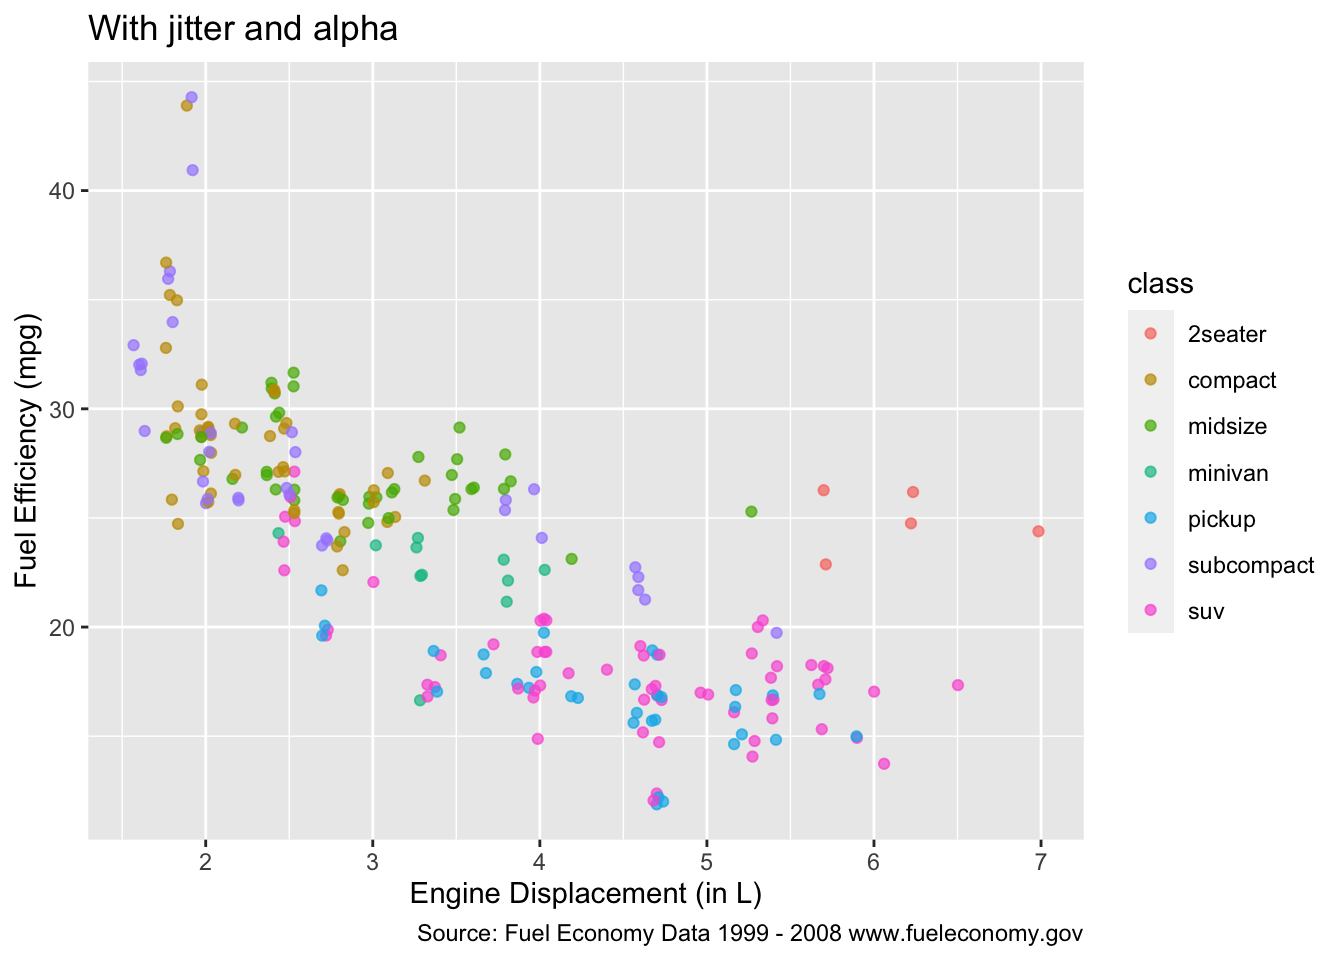 With jitter and alpha
Fuel Efficiency (mpg)
40
30
20
2 3 4 5 6 7
Engine Displacement (in L)
class
2seater
compact
midsize
minivan
pickup
subcompact
suv
Source: Fuel Economy Data 1999 - 2008 www.fueleconomy.gov